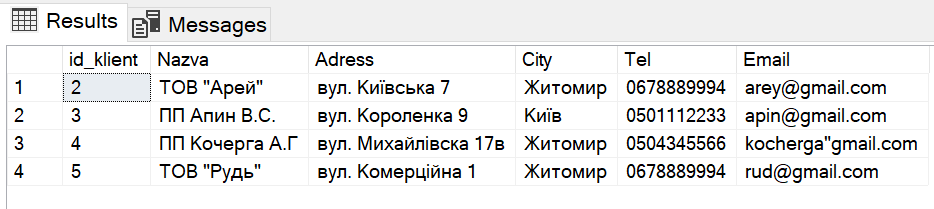 Results Messages
id_klient Nazva Adress City Tel Email
1 2 ТОВ "Арей" вул. Київська 7 Житомир 0678889994 arey@gmail.com
2 3 ПП Апин В.С. вул. Короленка 9 Київ 0501112233 apin@gmail.com
3 4 ПП Кочерга А.Г вул. Михайлівска 17в Житомир 0504345566 kocherga"gmail.com
4 5 ТОВ "Рудь" вул. Комерційна 1 Житомир 0678889994 rud@gmail.com